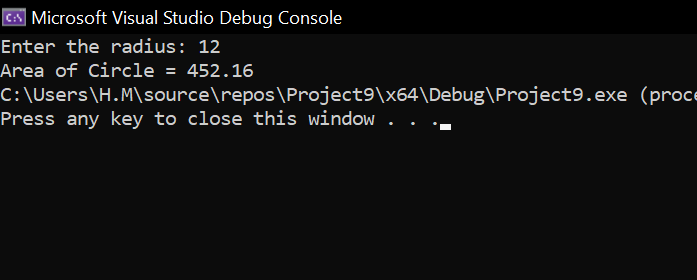 Microsoft Visual Studio Debug Console
Enter the radius: 12
Area of Circle = 452.16
C:\Users\H.M\source\repos\Project9\x64\Debug\Project9.exe (proce
Press any key to close this window . . .